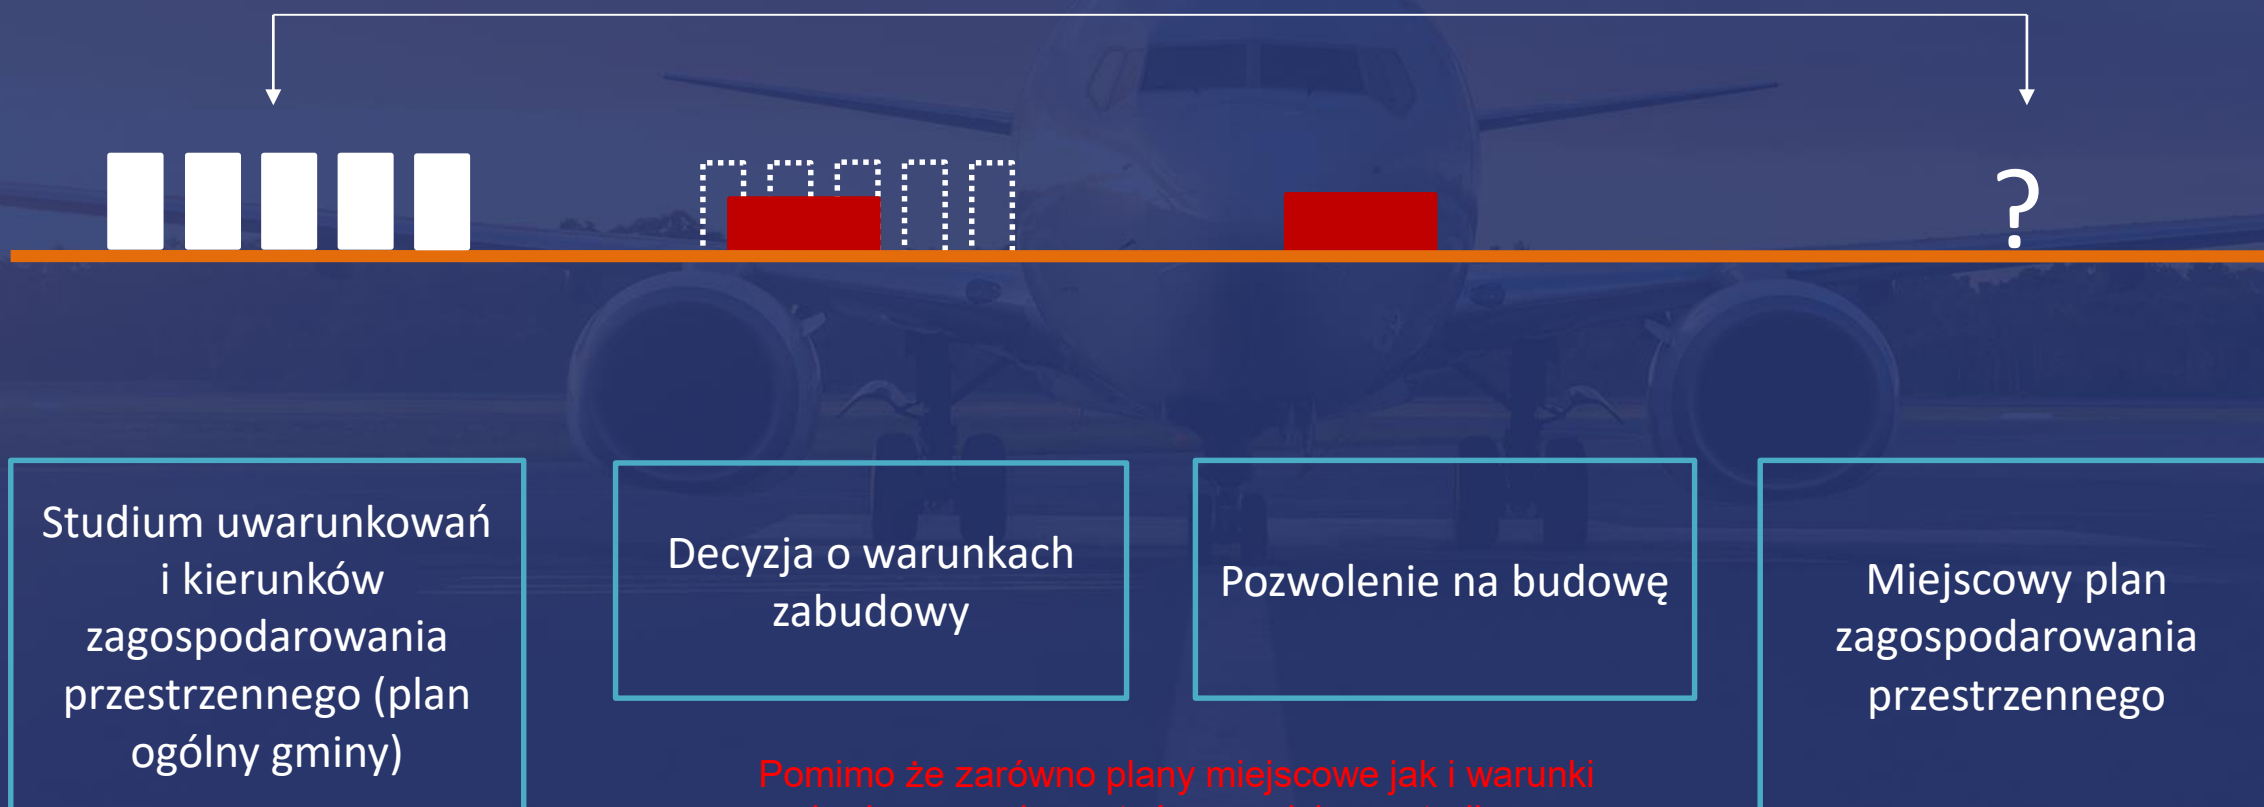 ?
Studium uwarunkowań
i kierunków
zagospodarowania
przestrzennego (plan
ogólny gminy)
Decyzja o warunkach
zabudowy
Pozwolenie na budowę
Miejscowy plan
zagospodarowania
przestrzennego
Pomimo że zarówno plany miejscowe jak i warunki